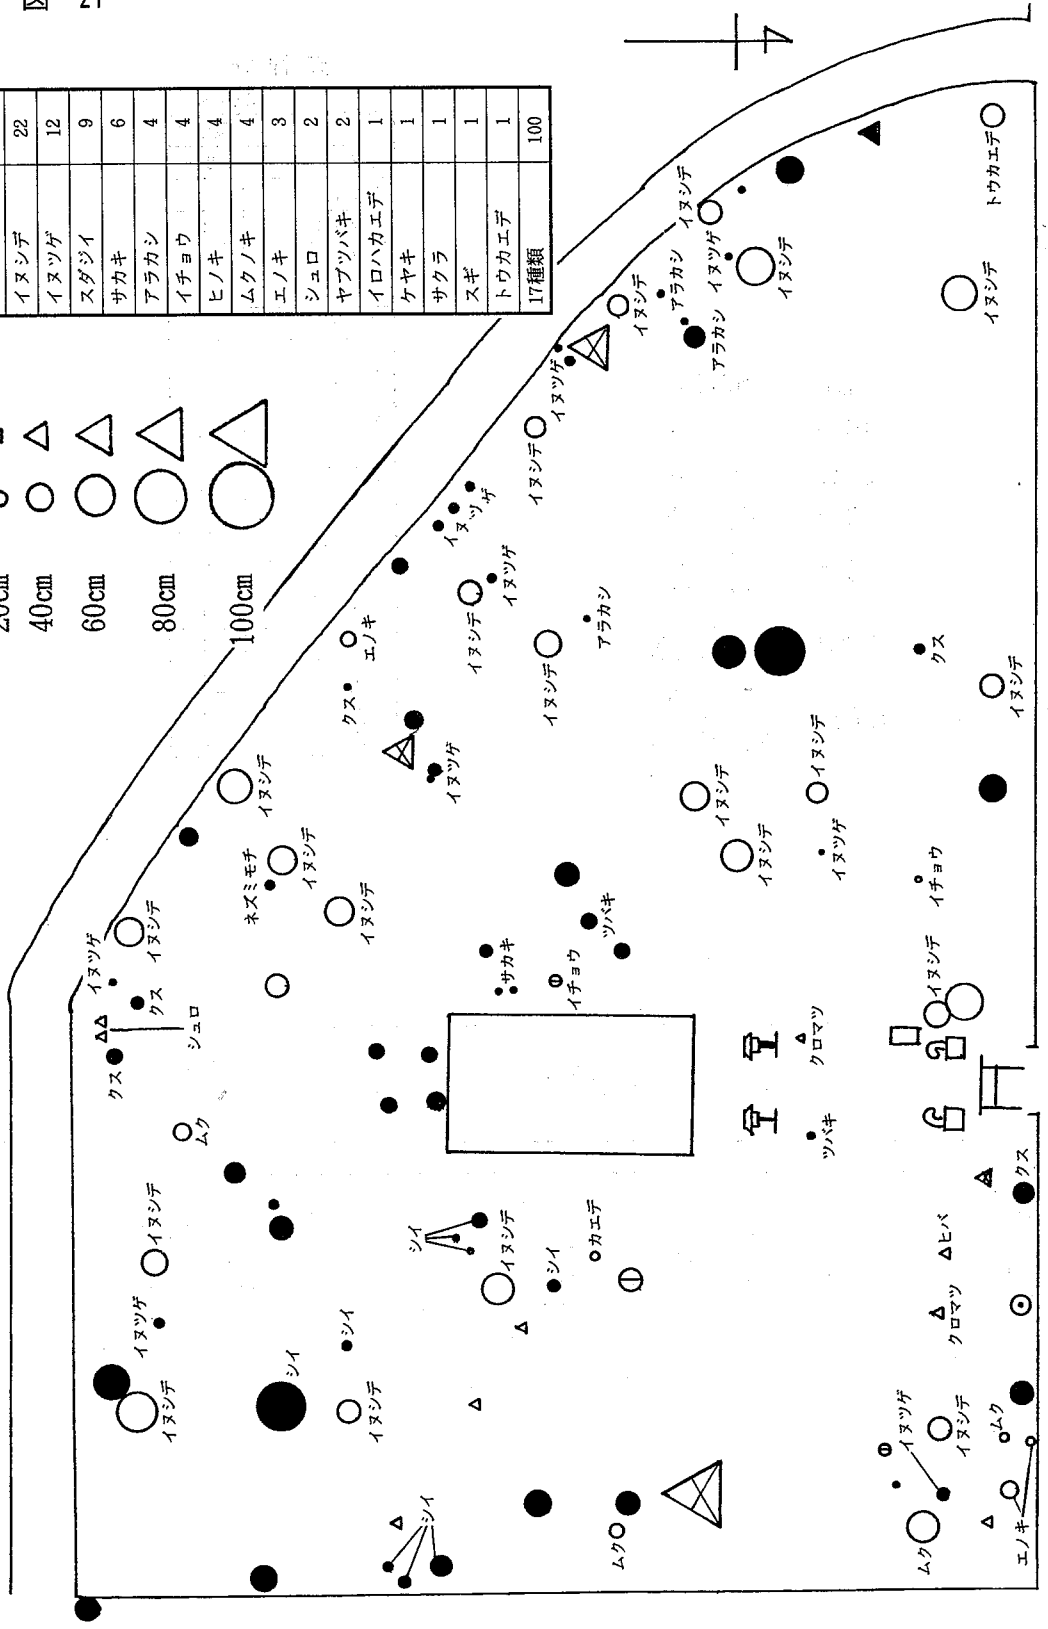 図 21
イヌシデ 22
イヌツゲ 12
スダジイ 9
サカキ 6
アラカシ 4
イチョウ 4
ヒノキ 4
ムクノキ 4
エノキ 3
シュロ 2
ヤブツバキ 2
イロハカエデ 1
ケヤキ 1
サクラ 1
スギ 1
トウカエデ 1
17種類 100
20cm
40cm
60cm
80cm
100cm
イヌツゲ
クス
シュロ
クス
イヌシデ
ムク
イヌシデ
イヌツゲ
イヌシデ
シイ
シイ
イヌシデ
シイ
イヌシデ
ネズミモチ
イヌシデ
イヌシデ
クス
エノキ
イヌツゲ
イヌシデ
イヌツゲ
イヌツゲ
イヌシデ
アラカシ
イヌシデ
イヌツゲ
イヌシデ
アラカシ
アラカシ
イヌツゲ
イヌシデ
イヌシデ
トウカエデ
イヌシデ
サカキ
イチョウ
ツバキ
シイ
イヌシデ
シイ
カエデ
イヌシデ
イヌシデ
イヌシデ
イヌツゲ
クス
イヌシデ
イチョウ
イヌシデ
クロマツ
ツバキ
クス
ヒバ
クロマツ
イヌツゲ
イヌシデ
ムク
ムク
ムク
エノキ